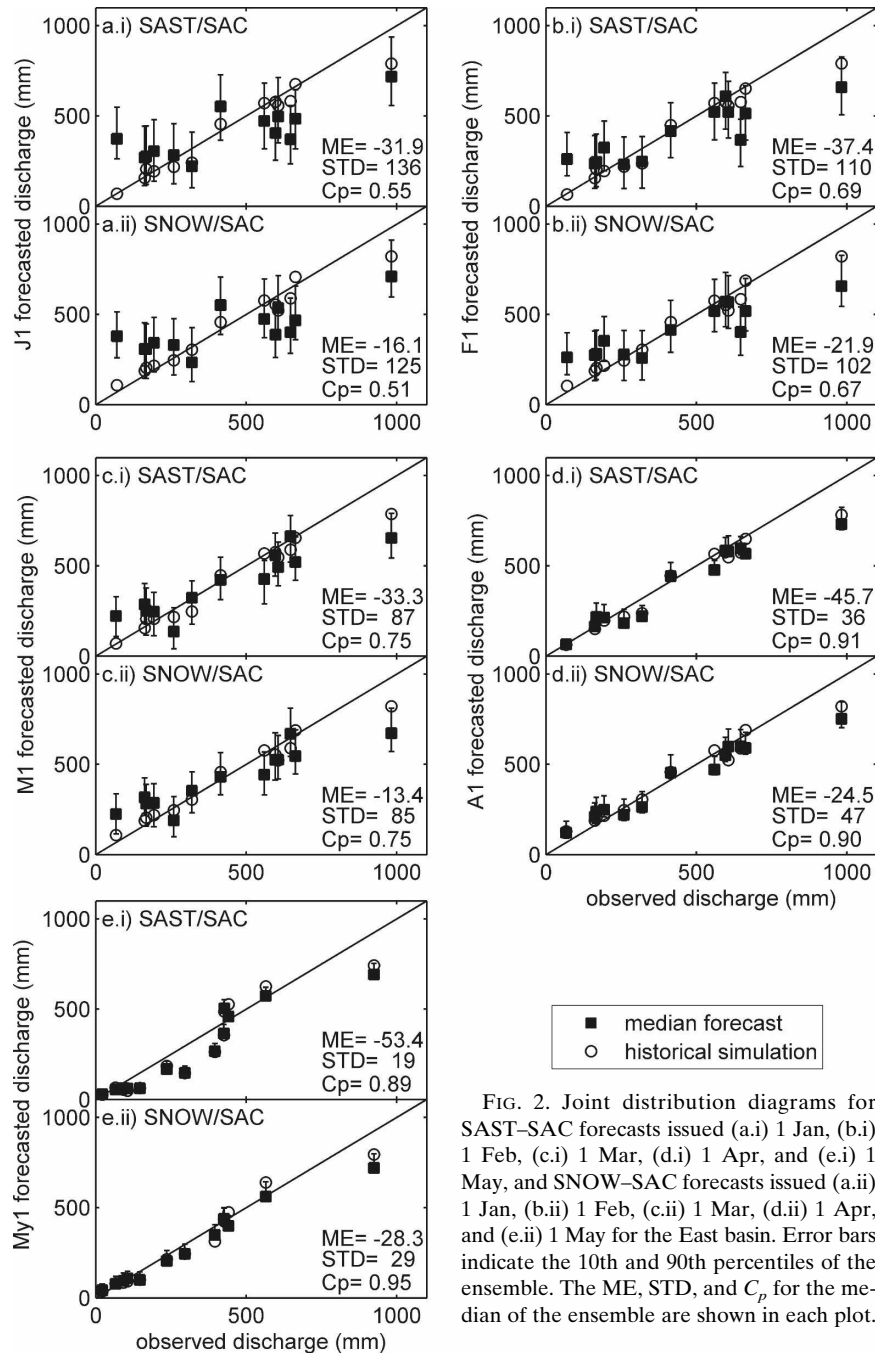 1000
a.i) SAST/SAC
500
ME= -31.9
STD= 136
Cp= 0.55
0
1000
a.ii) SNOW/SAC
500
ME= -16.1
STD= 125
Cp= 0.51
0
0
500
1000
J1 forecasted discharge (mm)
1000
b.i) SAST/SAC
500
ME= -37.4
STD= 110
Cp= 0.69
0
1000
b.ii) SNOW/SAC
500
ME= -21.9
STD= 102
Cp= 0.67
0
0
500
1000
F1 forecasted discharge (mm)
1000
c.i) SAST/SAC
500
ME= -33.3
STD= 87
Cp= 0.75
0
1000
c.ii) SNOW/SAC
500
ME= -13.4
STD= 85
Cp= 0.75
0
0
500
1000
M1 forecasted discharge (mm)
1000
d.i) SAST/SAC
500
ME= -45.7
STD= 36
Cp= 0.91
0
1000
d.ii) SNOW/SAC
500
ME= -24.5
STD= 47
Cp= 0.90
0
0
500
1000
observed discharge (mm)
A1 forecasted discharge (mm)
1000
e.i) SAST/SAC
500
ME= -53.4
STD= 19
Cp= 0.89
0
1000
e.ii) SNOW/SAC
500
ME= -28.3
STD= 29
Cp= 0.95
0
0
500
1000
observed discharge (mm)
My1 forecasted discharge (mm)
median forecast
historical simulation
FIG. 2. Joint distribution diagrams for
SAST–SAC forecasts issued (a.i) 1 Jan, (b.i)
1 Feb, (c.i) 1 Mar, (d.i) 1 Apr, and (e.i) 1
May, and SNOW–SAC forecasts issued (a.ii)
1 Jan, (b.ii) 1 Feb, (c.ii) 1 Mar, (d.ii) 1 Apr,
and (e.ii) 1 May for the East basin. Error bars
indicate the 10th and 90th percentiles of the
ensemble. The ME, STD, and Cp for the me-
dian of the ensemble are shown in each plot.